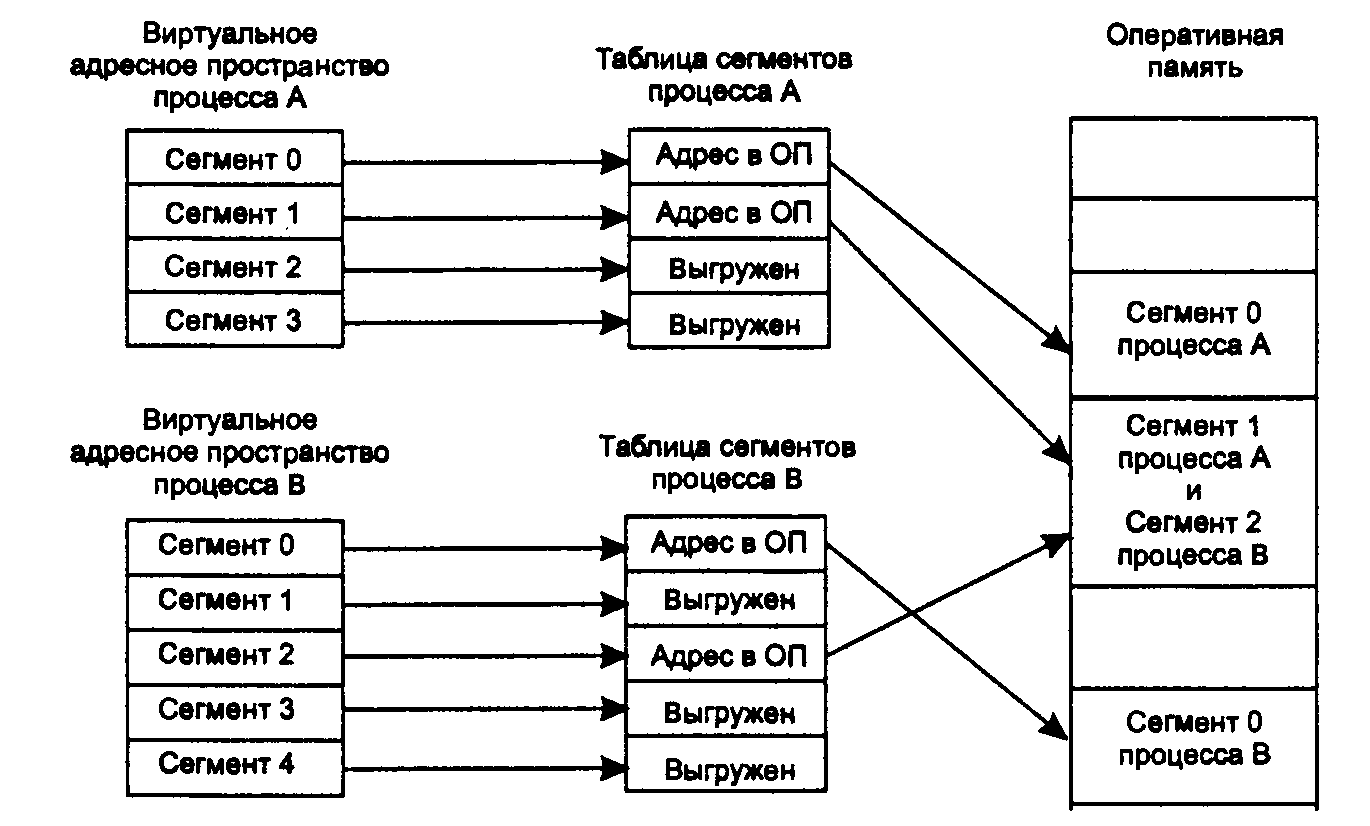 Виртуальное
адресное пространство
процесса А
Таблица сегментов
процесса А
Оперативная
память
Сегмент 0
Сегмент 1
Сегмент 2
Сегмент 3
Адрес в ОП
Адрес в ОП
Выгружен
Выгружен
Виртуальное
адресное пространство
процесса В
Таблица сегментов
процесса В
Сегмент 0
Сегмент 1
Сегмент 2
Сегмент 3
Сегмент 4
Адрес в ОП
Выгружен
Адрес в ОП
Выгружен
Выгружен
Сегмент 0
процесса А
Сегмент 1
процесса А
и
Сегмент 2
процесса В
Сегмент 0
процесса В